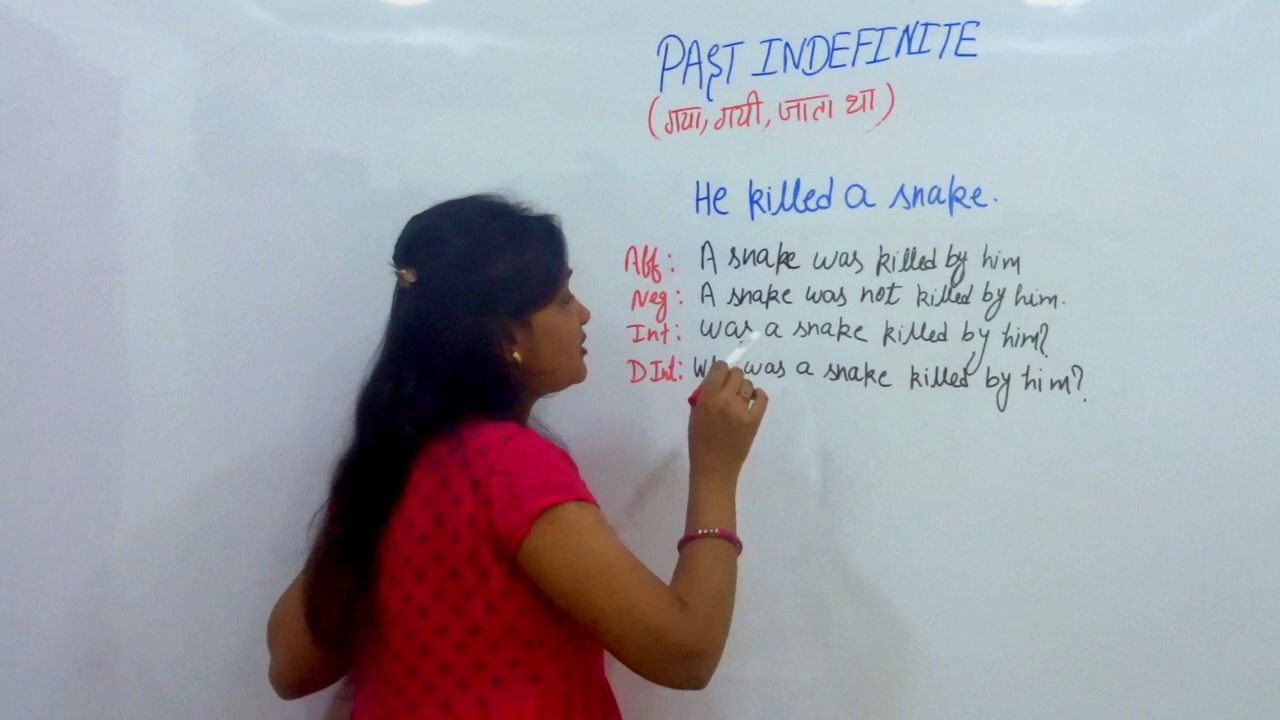 PAST INDEFINITE
(गया, गयी, जाता था)
He killed a snake.
Aff: A snake was killed by him
Neg: A snake was not killed by him.
Int: was a snake killed by him?
D Int: was a snake killed by him?